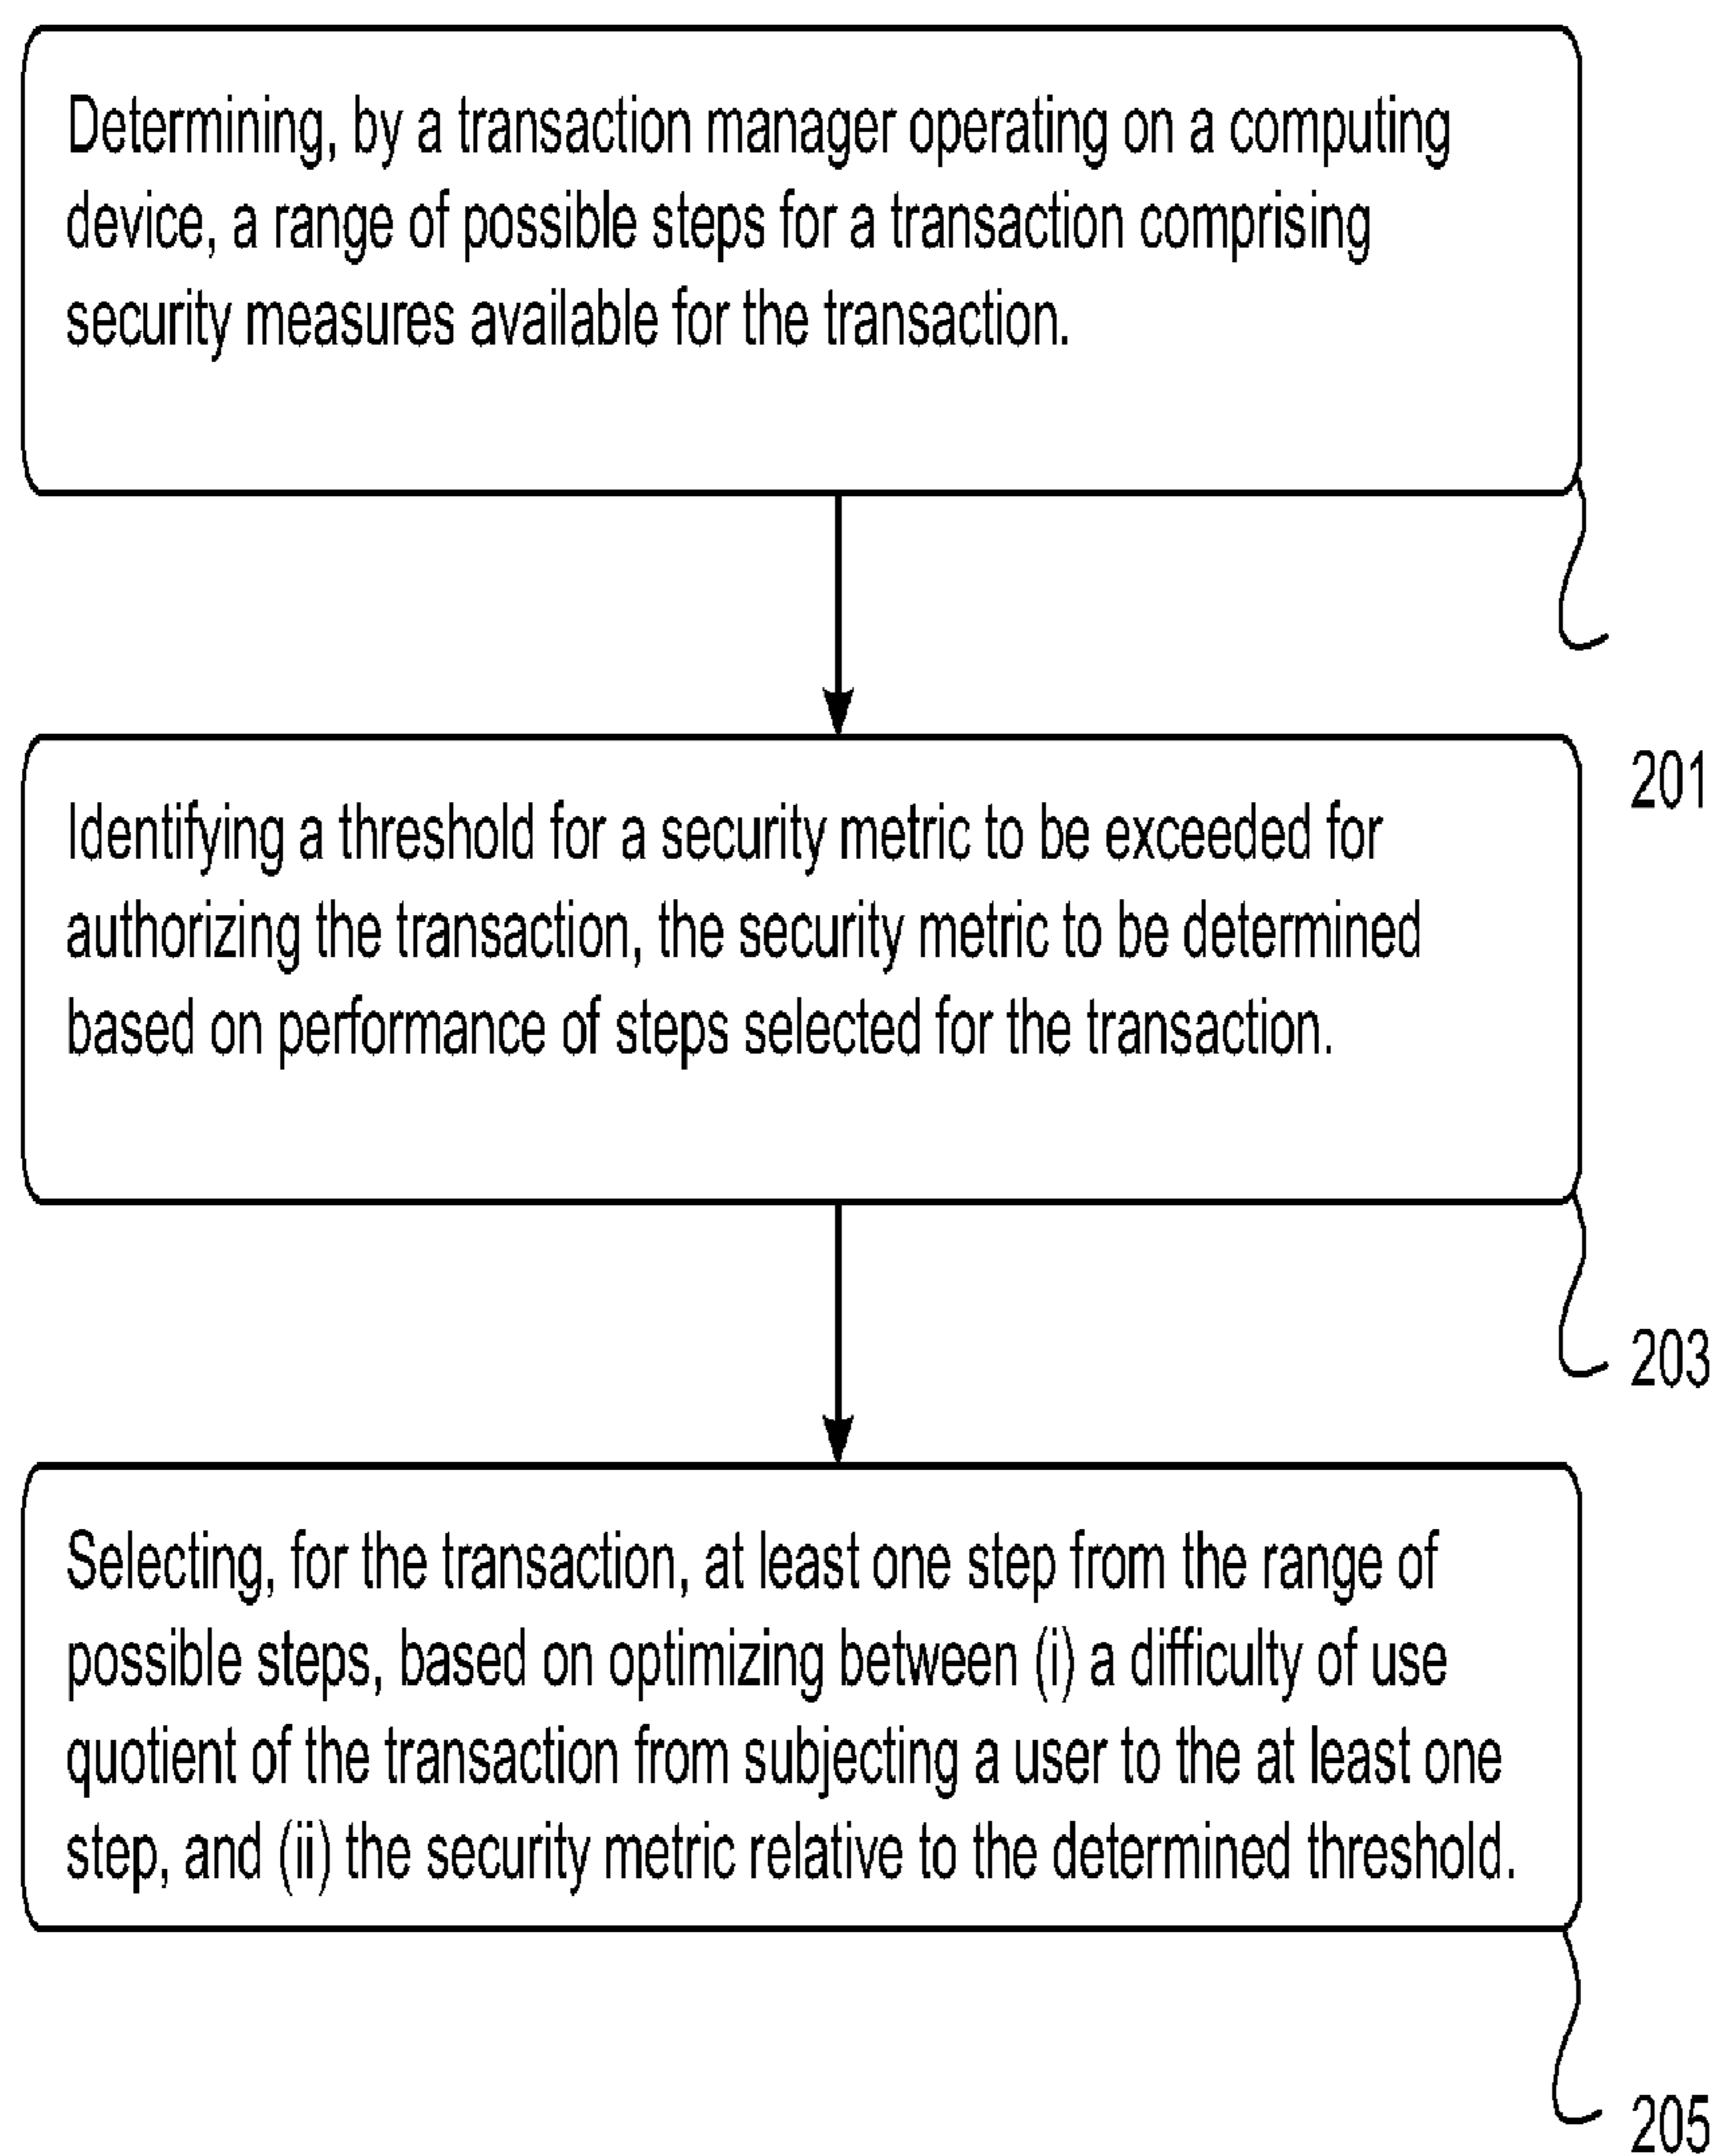 Determining, by a transaction manager operating on a computing
device, a range of possible steps for a transaction comprising
security measures available for the transaction.
201
Identifying a threshold for a security metric to be exceeded for
authorizing the transaction, the security metric to be determined
based on performance of steps selected for the transaction.
203
Selecting, for the transaction, at least one step from the range of
possible steps, based on optimizing between (i) a difficulty of use
quotient of the transaction from subjecting a user to the at least one
step, and (ii) the security metric relative to the determined threshold.
205